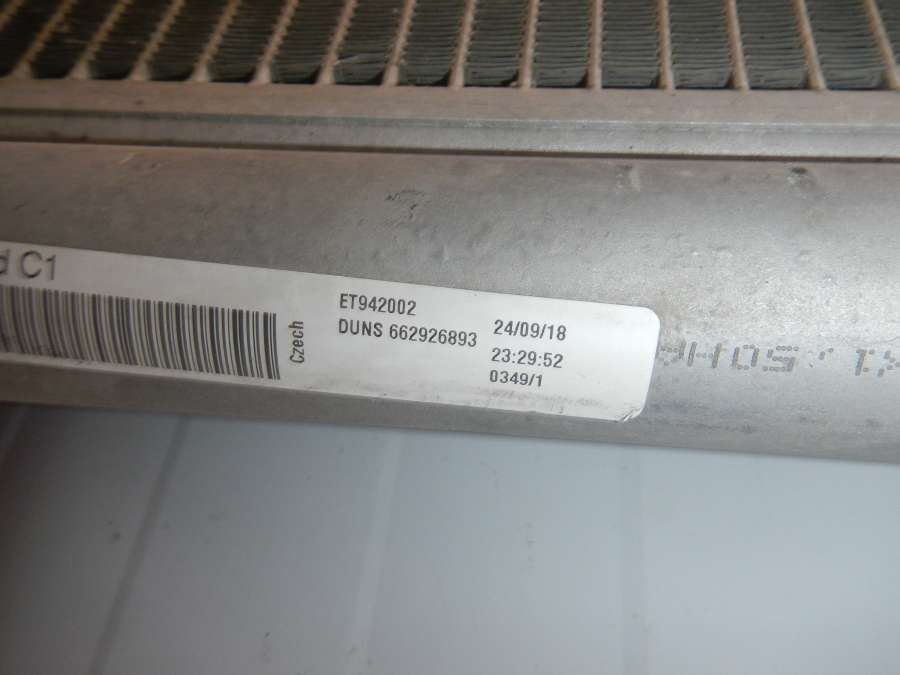 d C1
Czech
ET942002
DUNS 662926893
24/09/18
23:29:52
0349/1